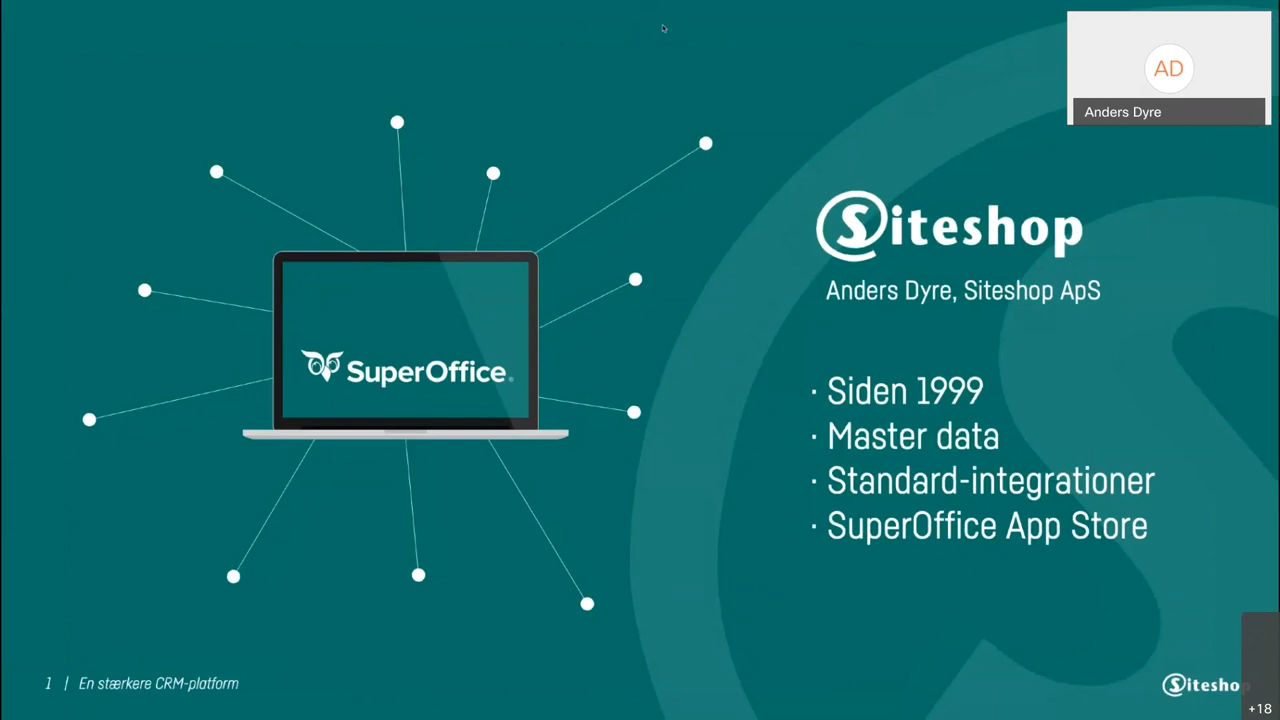 AD
Anders Dyre
Siteshop
Anders Dyre, Siteshop ApS
SuperOffice®
· Siden 1999
· Master data
· Standard-integrationer
· SuperOffice App Store
1 | En stærkere CRM-platform
Siteshop
+18